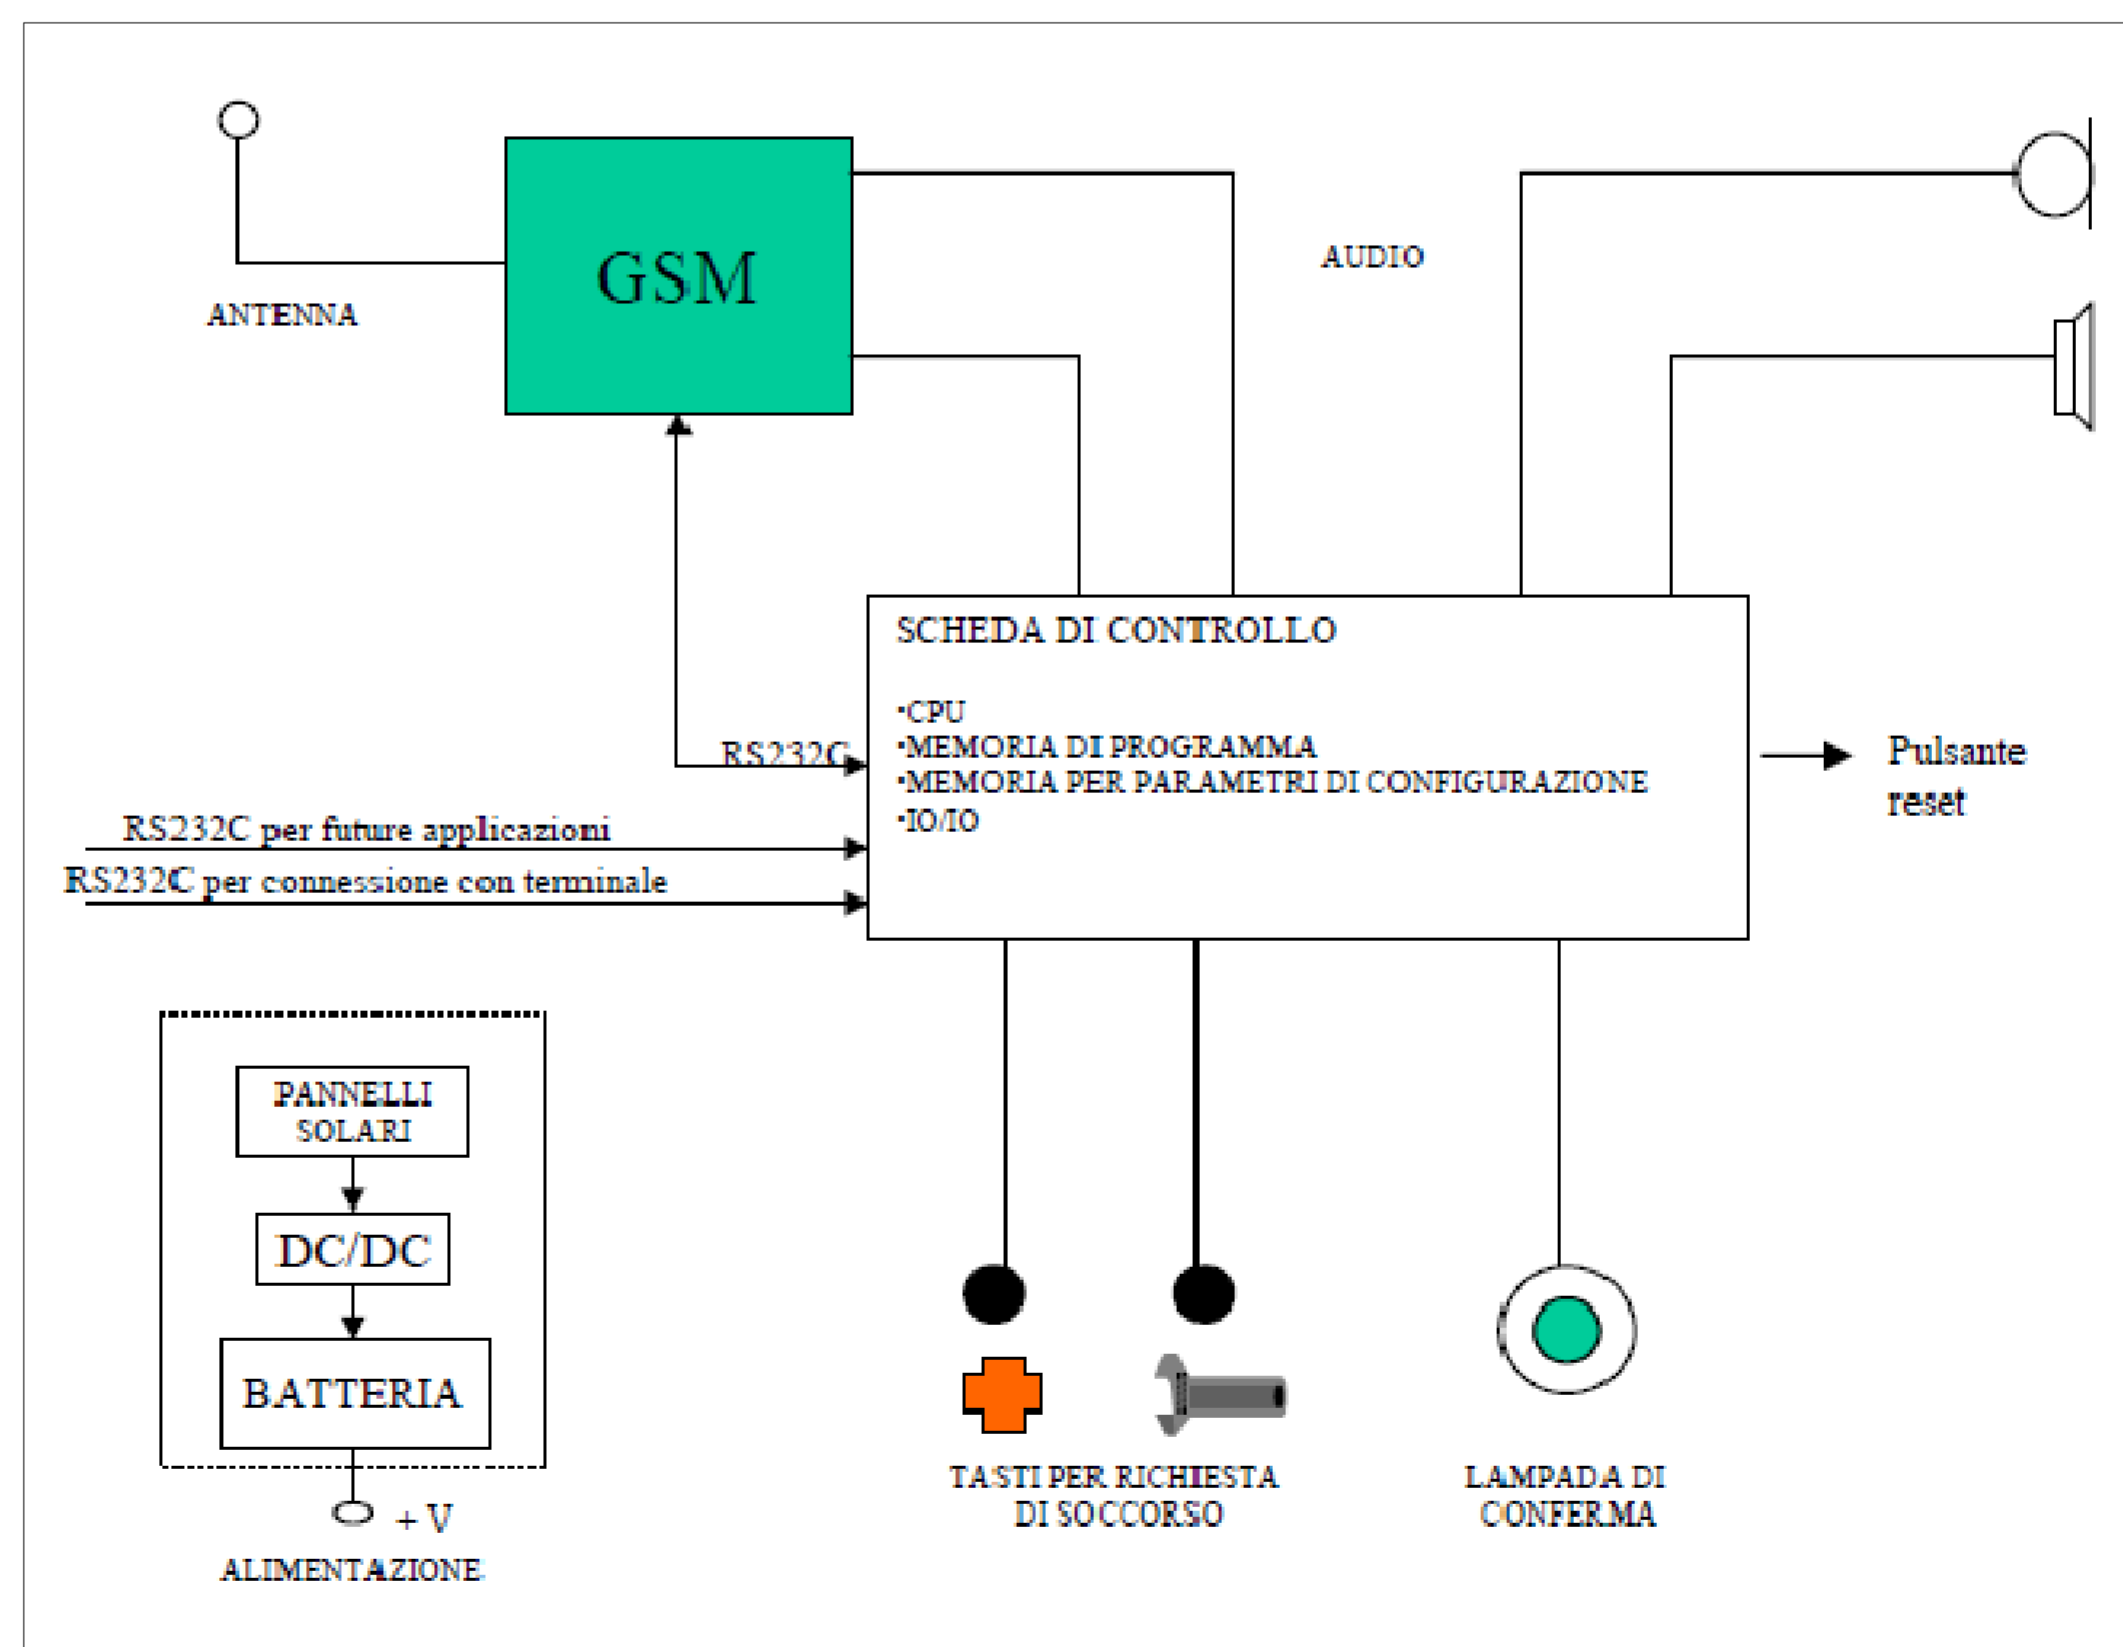 GSM
ANTENNA
AUDIO
SCHEDA DI CONTROLLO
•CPU
•MEMORIA DI PROGRAMMA
•MEMORIA PER PARAMETRI DI CONFIGURAZIONE
•IO/IO
RS232C
Pulsante
reset
RS232C per future applicazioni
RS232C per connessione con terminale
PANNELLI
SOLARI
DC/DC
BATTERIA
+ V
ALIMENTAZIONE
TASTI PER RICHIESTA
DI SOCCORSO
LAMPADA DI
CONFERMA